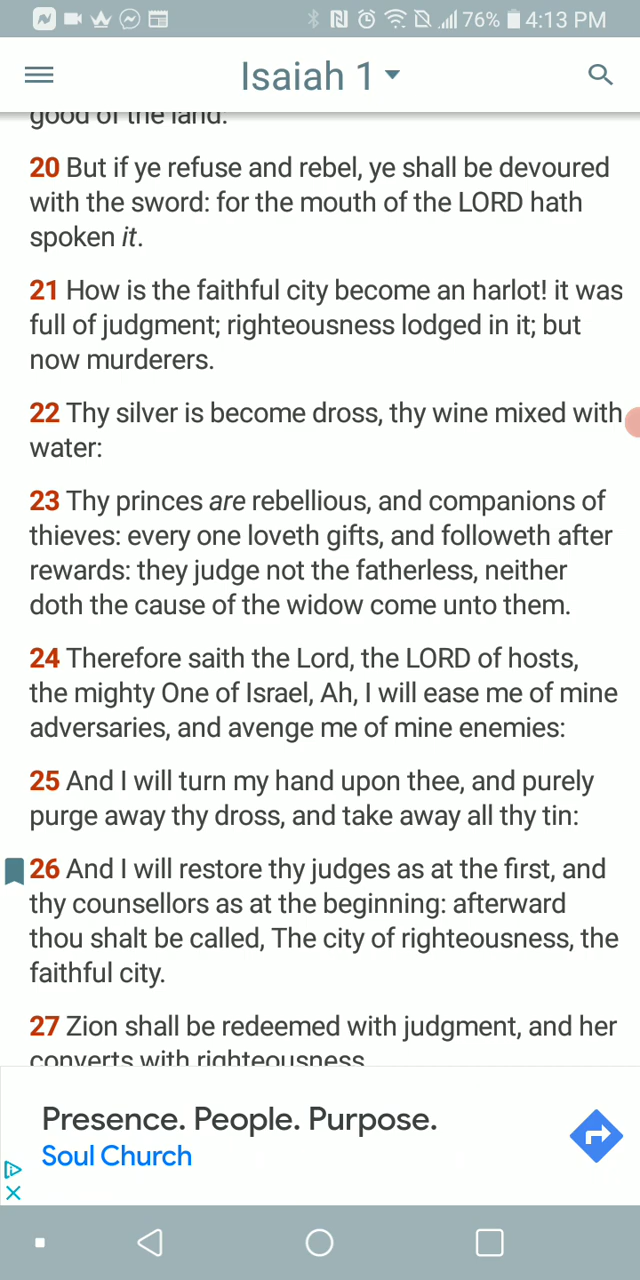 76% 4:13 PM
Isaiah 1
good of the land.
20 But if ye refuse and rebel, ye shall be devoured
with the sword: for the mouth of the LORD hath
spoken it.
21 How is the faithful city become an harlot! it was
full of judgment; righteousness lodged in it; but
now murderers.
22 Thy silver is become dross, thy wine mixed with
water:
23 Thy princes are rebellious, and companions of
thieves: every one loveth gifts, and followeth after
rewards: they judge not the fatherless, neither
doth the cause of the widow come unto them.
24 Therefore saith the Lord, the LORD of hosts,
the mighty One of Israel, Ah, I will ease me of mine
adversaries, and avenge me of mine enemies:
25 And I will turn my hand upon thee, and purely
purge away thy dross, and take away all thy tin:
26 And I will restore thy judges as at the first, and
thy counsellors as at the beginning: afterward
thou shalt be called, The city of righteousness, the
faithful city.
27 Zion shall be redeemed with judgment, and her
converts with righteousness
Presence. People. Purpose.
Soul Church